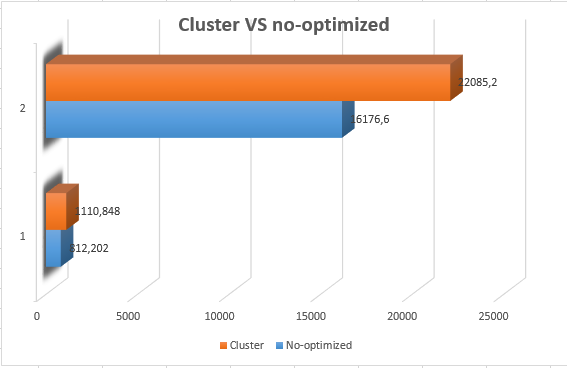 Cluster VS no-optimized
22085,2
2
16176,6
1110,848
1
812,202
0 5000 10000 15000 20000 25000
Cluster No-optimized